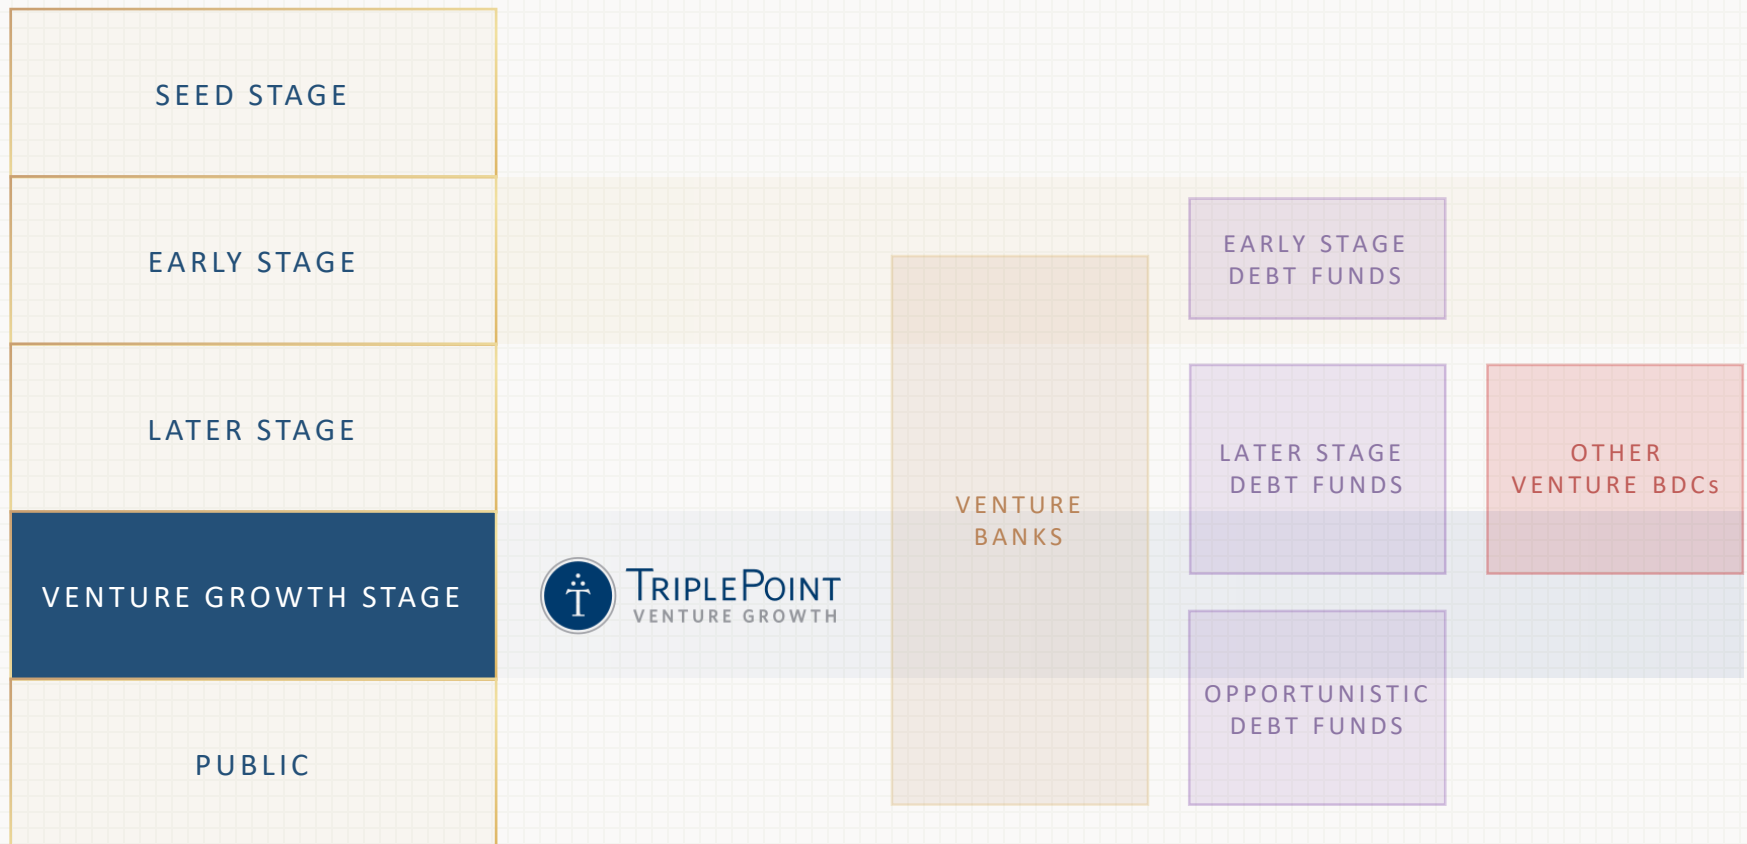 SEED STAGE
EARLY STAGE
LATER STAGE
VENTURE GROWTH STAGE
PUBLIC
TRIPLEPOINT
VENTURE GROWTH
VENTURE
BANKS
EARLY STAGE
DEBT FUNDS
LATER STAGE
DEBT FUNDS
OPPORTUNISTIC
DEBT FUNDS
OTHER
VENTURE BDCs